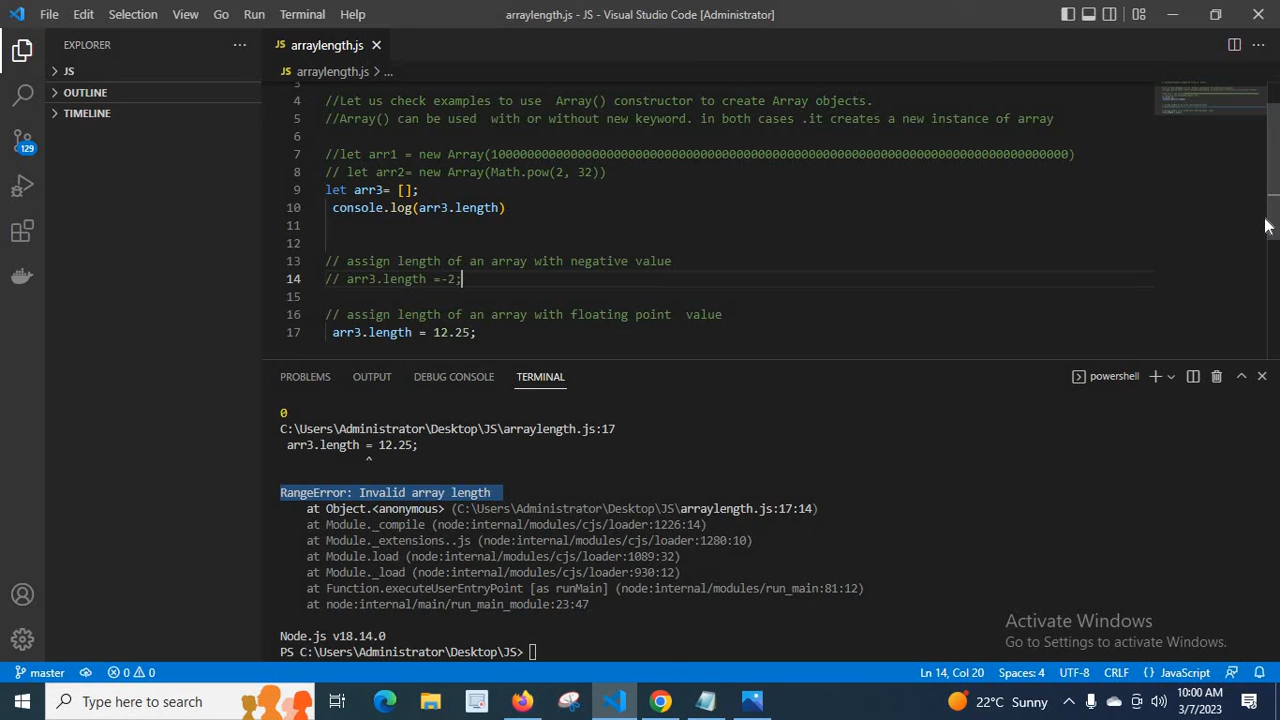 File Edit Selection View Go Run Terminal Help
arraylength.js - JS - Visual Studio Code [Administrator]
EXPLORER ...
JS
OUTLINE
TIMELINE
129
JS arraylength.js
JS arraylength.js > ...
3
4 //Let us check examples to use  Array() constructor to create Array objects.
5 //Array() can be used  with or without new keyword. in both cases .it creates a new instance of array
6
8 // let arr2= new Array(Math.pow(2, 32))
9 let arr3= [];
10 console.log(arr3.length)
11
12
13 // assign length of an array with negative value
14 // arr3.length =-2;
15
16 // assign length of an array with floating point  value
17 arr3.length = 12.25;
PROBLEMS OUTPUT DEBUG CONSOLE TERMINAL
powershell
0
C:\Users\Administrator\Desktop\JS\arraylength.js:17
arr3.length = 12.25;
^
RangeError: Invalid array length
at Object.<anonymous> (C:\Users\Administrator\Desktop\JS\arraylength.js:17:14)
at Module._compile (node:internal/modules/cjs/loader:1226:14)
at Module._extensions..js (node:internal/modules/cjs/loader:1280:10)
at Module.load (node:internal/modules/cjs/loader:1089:32)
at Module._load (node:internal/modules/cjs/loader:930:12)
at Function.executeUserEntryPoint [as runMain] (node:internal/modules/run_main:81:12)
at node:internal/main/run_main_module:23:47
Node.js v18.14.0
PS C:\Users\Administrator\Desktop\JS>
Activate Windows
Go to Settings to activate Windows.
master 0 0
Ln 14, Col 20 Spaces: 4 UTF-8 CRLF {} JavaScript
Type here to search
22°C Sunny
10:00 AM
3/7/2023